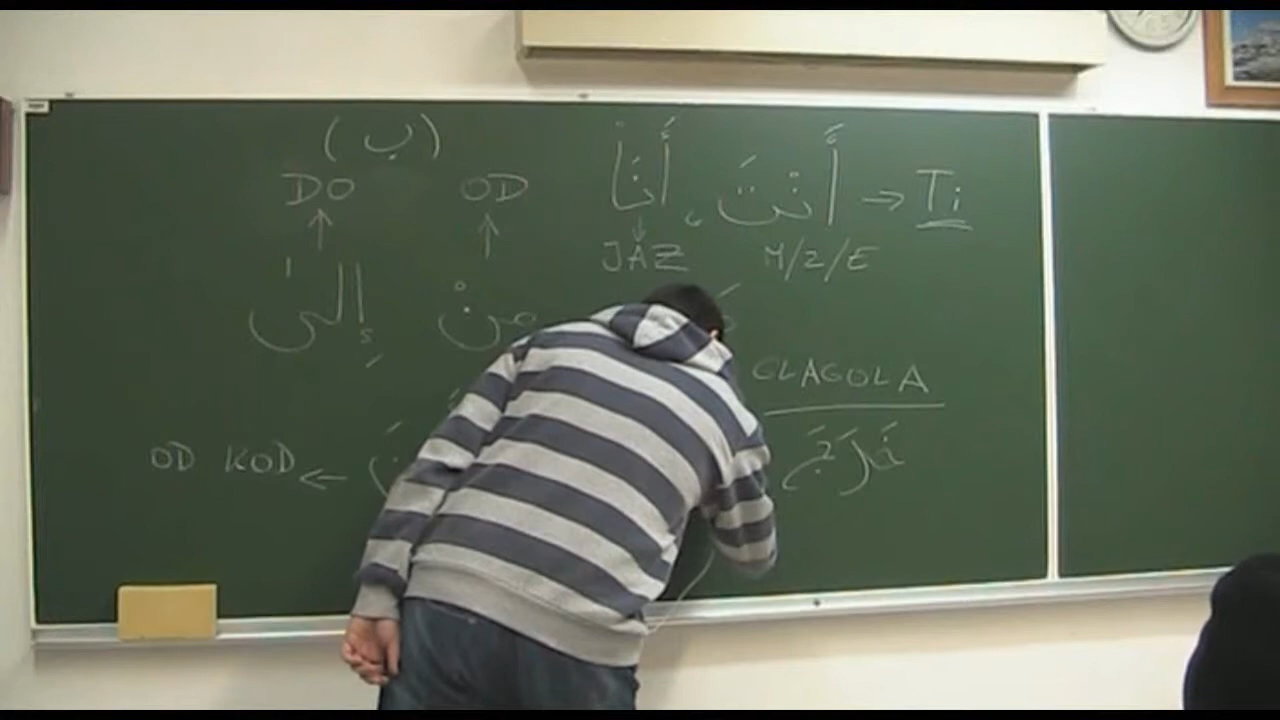 ( ب )
DO OD أَنَا ، أَنْتَ → Ti
JAZ M/Z/E
إِلَىٰ مِنْ
GLAGOLA
OD KOD ← خَرَجَ